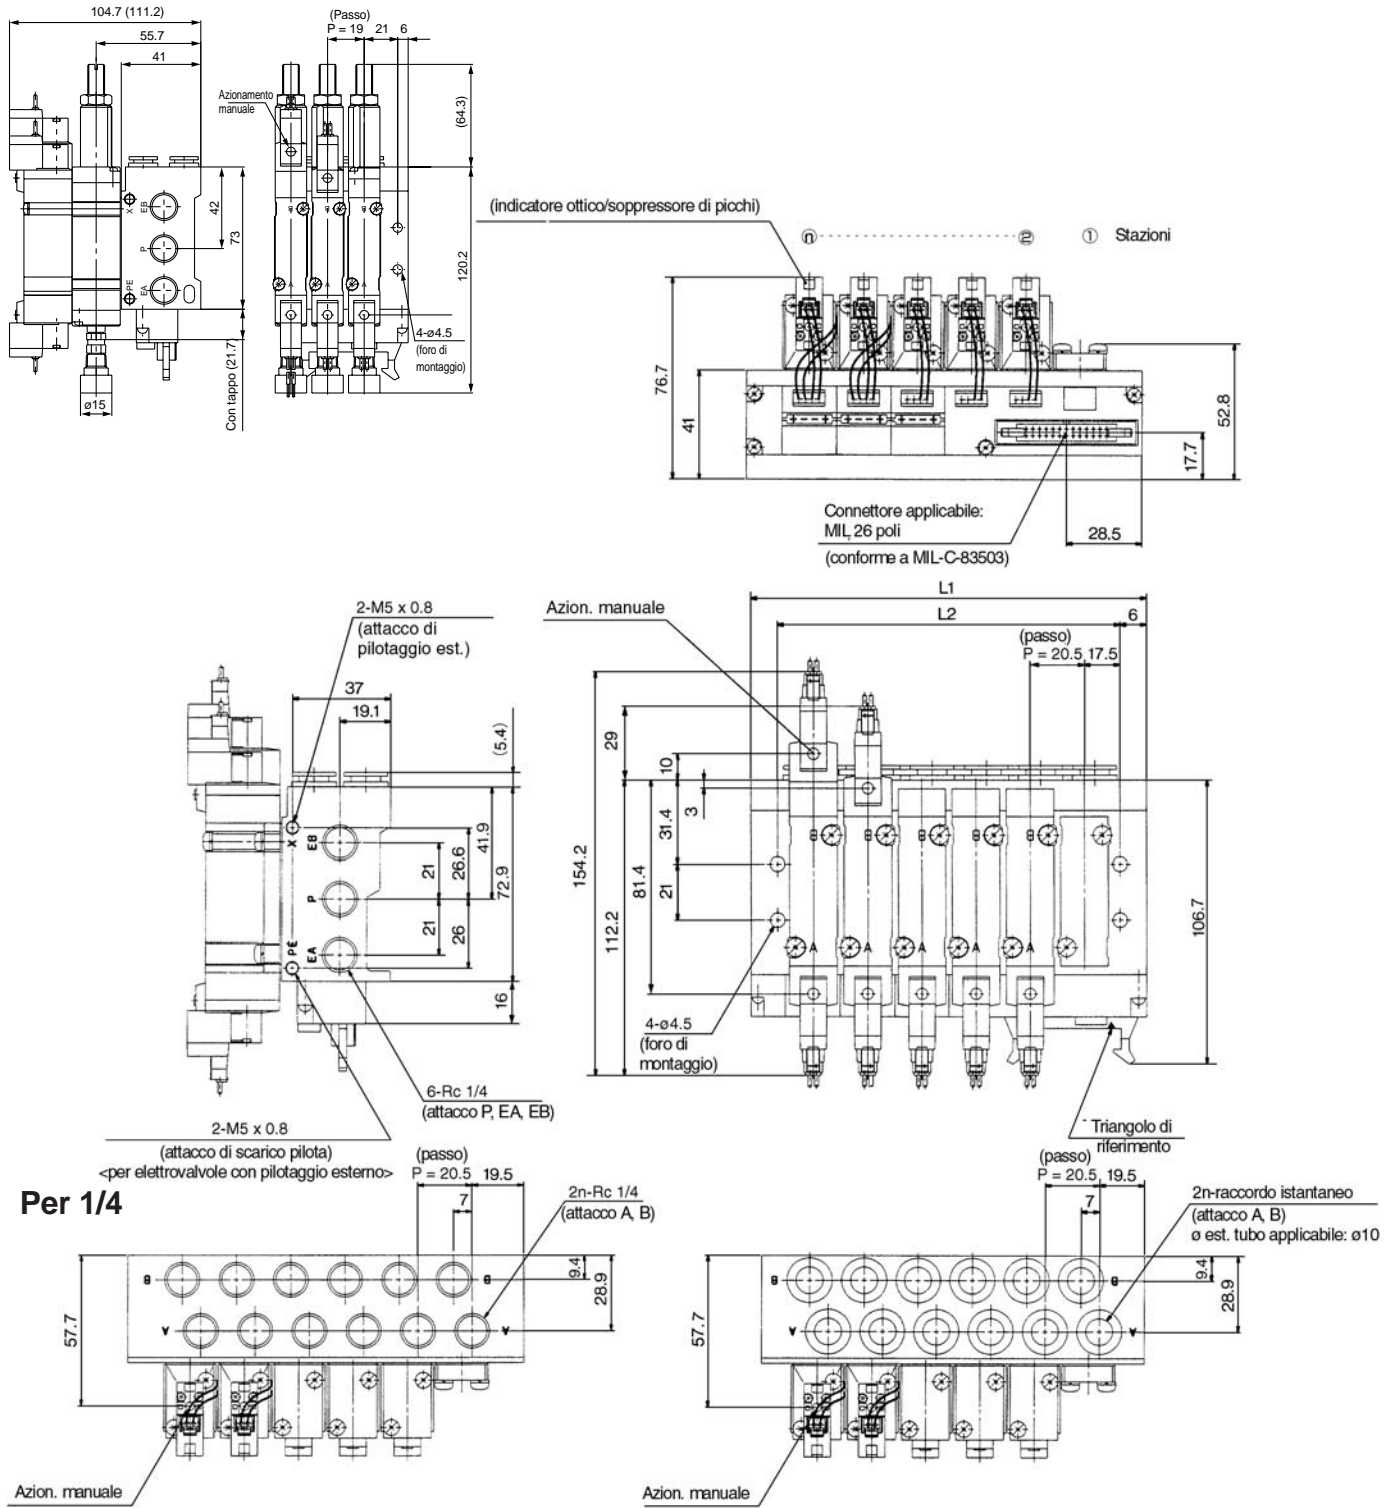 104.7 (111.2)
55.7
41
(Passo)
P = 19
21
6
Azionamento
manuale
(64.3)
120.2
42
73
X
EB
P
PE
EA
ø15
Con tappo (21.7)
B
B
B
A
A
A
4-ø4.5
(foro di
montaggio)
(indicatore ottico/soppressore di picchi)
n
2
1
Stazioni
76.7
41
52.8
17.7
28.5
Connettore applicabile:
MIL, 26 poli
(conforme a MIL-C-83503)
2-M5 x 0.8
(attacco di
pilotaggio est.)
37
19.1
(5.4)
41.9
72.9
26.6
21
21
26
16
X
EB
P
PE
EA
6-Rc 1/4
(attacco P, EA, EB)
2-M5 x 0.8
(attacco di scarico pilota)
<per elettrovalvole con pilotaggio esterno>
Azion. manuale
L1
L2
6
(passo)
P = 20.5
17.5
29
10
3
31.4
21
81.4
154.2
112.2
106.7
B
B
B
B
B
A
A
A
A
A
4-ø4.5
(foro di
montaggio)
Triangolo di
riferimento
Per 1/4
(passo)
P = 20.5
19.5
7
2n-Rc 1/4
(attacco A, B)
9.4
28.9
57.7
B
B
A
A
Azion. manuale
(passo)
P = 20.5
19.5
7
2n-raccordo istantaneo
(attacco A, B)
ø est. tubo applicabile: ø10
9.4
28.9
57.7
B
B
A
A
Azion. manuale